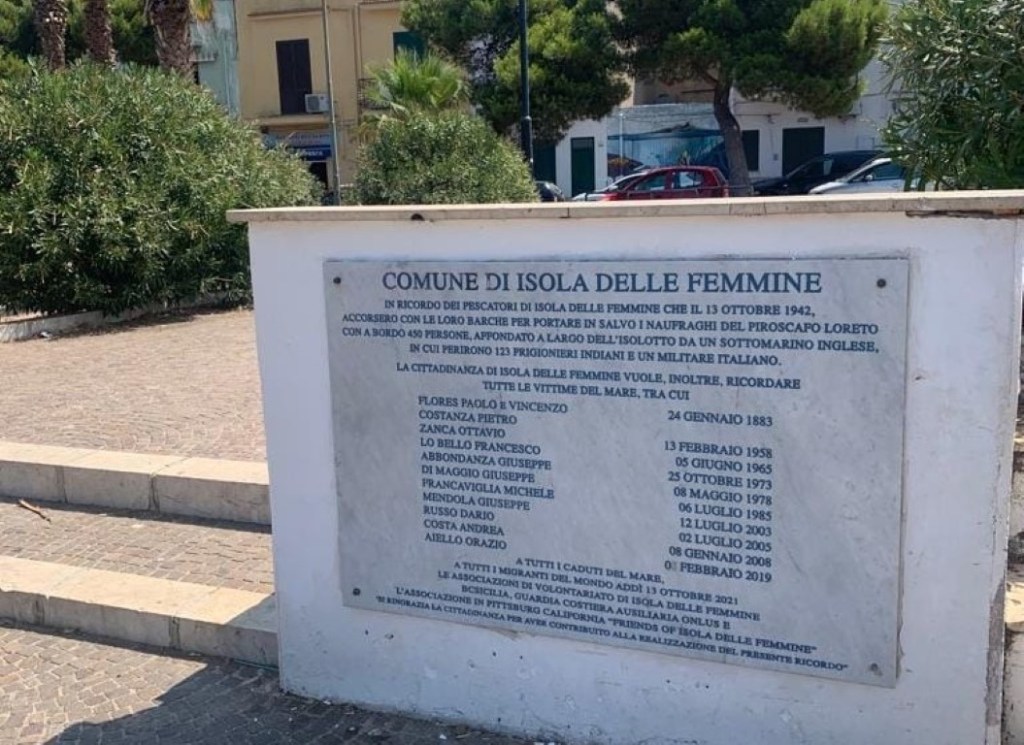 COMUNE DI ISOLA DELLE FEMMINE
IN RICORDO DEI PESCATORI DI ISOLA DELLE FEMMINE CHE IL 13 OTTOBRE 1942,
ACCORSERO CON LE LORO BARCHE PER PORTARE IN SALVO I NAUFRAGHI DEL PIROSCAFO LORETO
CON A BORDO 450 PERSONE, AFFONDATO A LARGO DELL'ISOLOTTO DA UN SOTTOMARINO INGLESE,
IN CUI PERIRONO 123 PRIGIONIERI INDIANI E UN MILITARE ITALIANO.
LA CITTADINANZA DI ISOLA DELLE FEMMINE VUOLE, INOLTRE, RICORDARE
TUTTE LE VITTIME DEL MARE, TRA CUI
FLORES PAOLO E VINCENZO 24 GENNAIO 1883
COSTANZA PIETRO
ZANCA OTTAVIO 13 FEBBRAIO 1958
LO BELLO FRANCESCO 05 GIUGNO 1965
ABBONDANZA GIUSEPPE 25 OTTOBRE 1973
DI MAGGIO GIUSEPPE 08 MAGGIO 1978
FRANCAVIGLIA MICHELE 06 LUGLIO 1985
MENDOLA GIUSEPPE 12 LUGLIO 2003
RUSSO DARIO 02 LUGLIO 2005
COSTA ANDREA 08 GENNAIO 2008
AIELLO ORAZIO FEBBRAIO 2019
A TUTTI I CADUTI DEL MARE,
A TUTTI I MIGRANTI DEL MONDO ADDÌ 13 OTTOBRE 2021
LE ASSOCIAZIONI DI VOLONTARIATO DI ISOLA DELLE FEMMINE
BCSICILIA, GUARDIA COSTIERA AUSILIARIA ONLUS E
L'ASSOCIAZIONE IN PITTSBURG CALIFORNIA "FRIENDS OF ISOLA DELLE FEMMINE"
"SI RINGRAZIA LA CITTADINANZA PER AVER CONTRIBUITO ALLA REALIZZAZIONE DEL PRESENTE RICORDO"